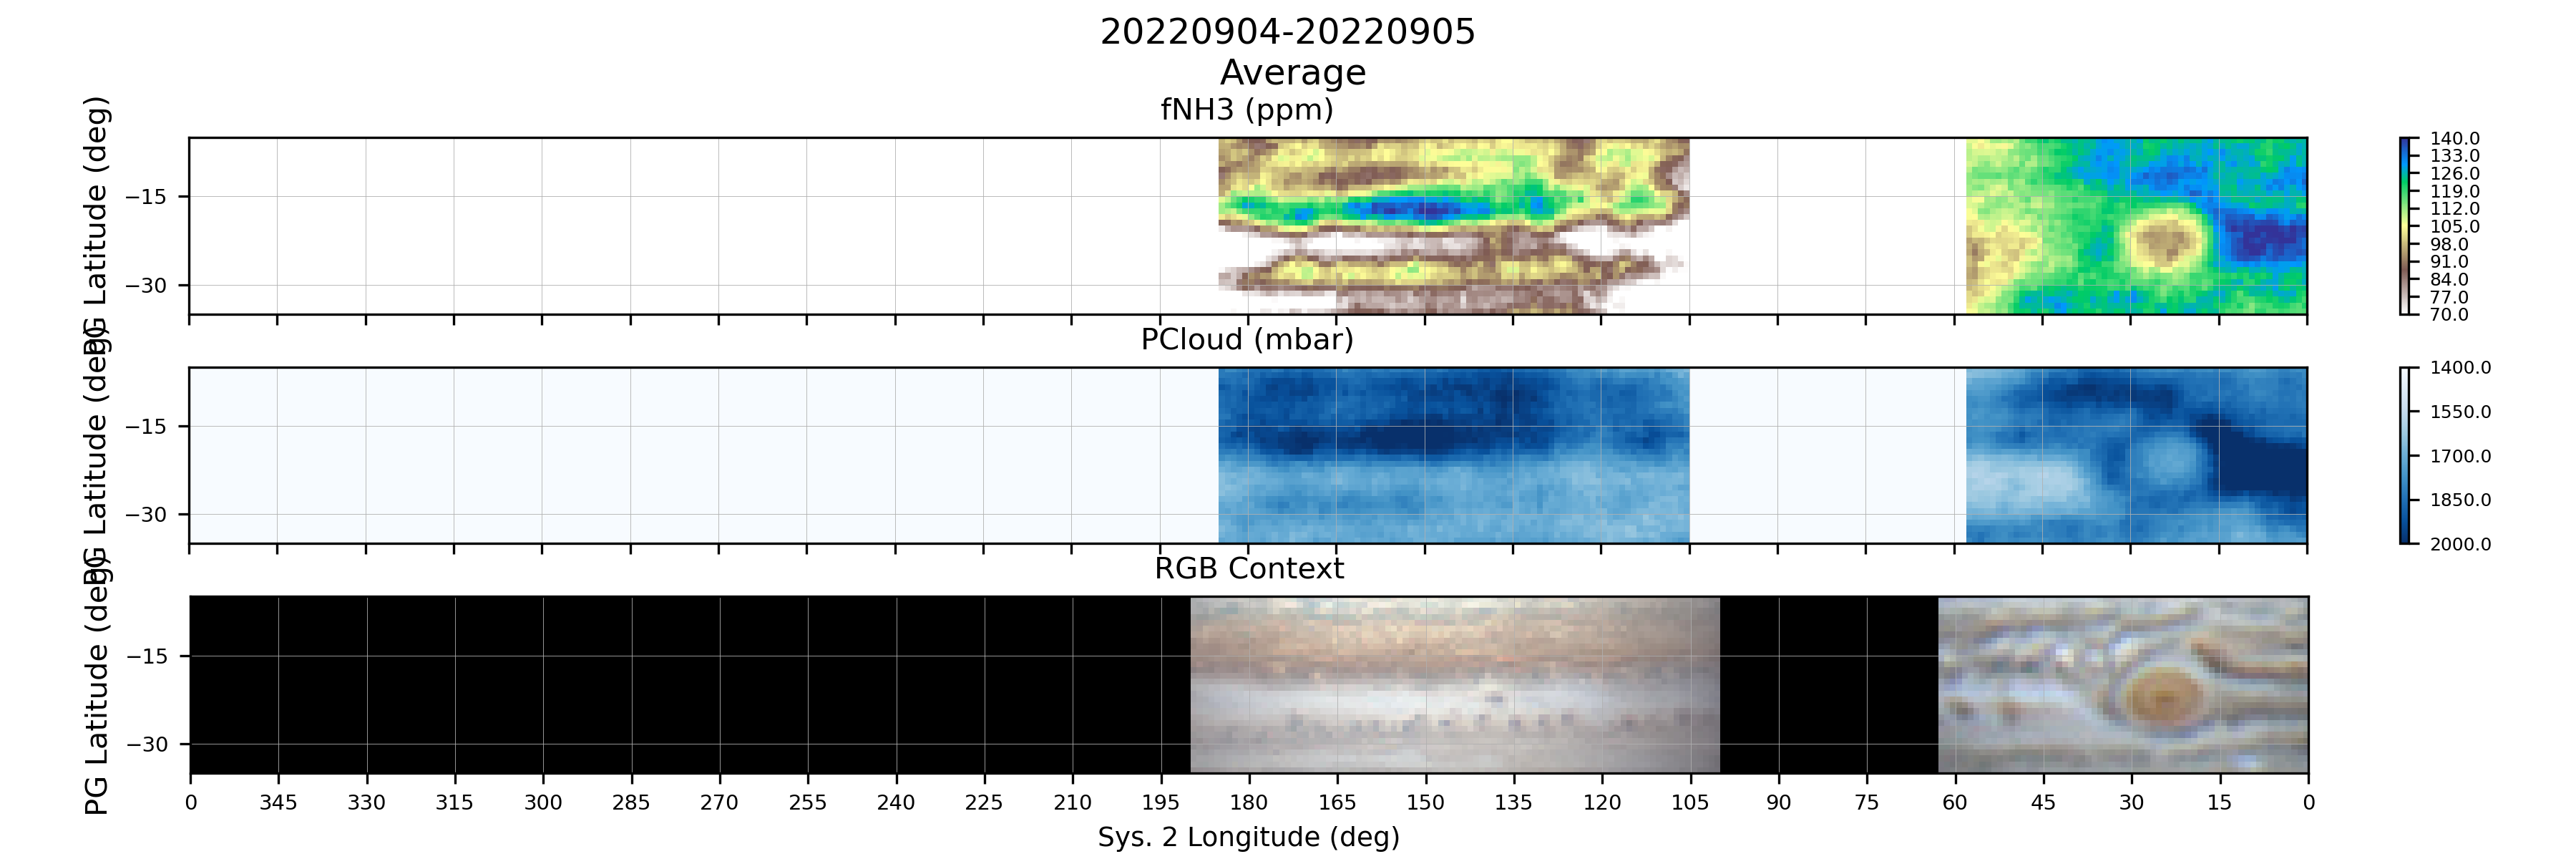 20220904-20220905
Average
fNH3 (ppm)
PG Latitude (deg)
−15
−30
140.0
133.0
126.0
119.0
112.0
105.0
98.0
91.0
84.0
77.0
70.0
PCloud (mbar)
PG Latitude (deg)
−15
−30
1400.0
1550.0
1700.0
1850.0
2000.0
RGB Context
PG Latitude (deg)
−15
−30
0 345 330 315 300 285 270 255 240 225 210 195 180 165 150 135 120 105 90 75 60 45 30 15 0
Sys. 2 Longitude (deg)